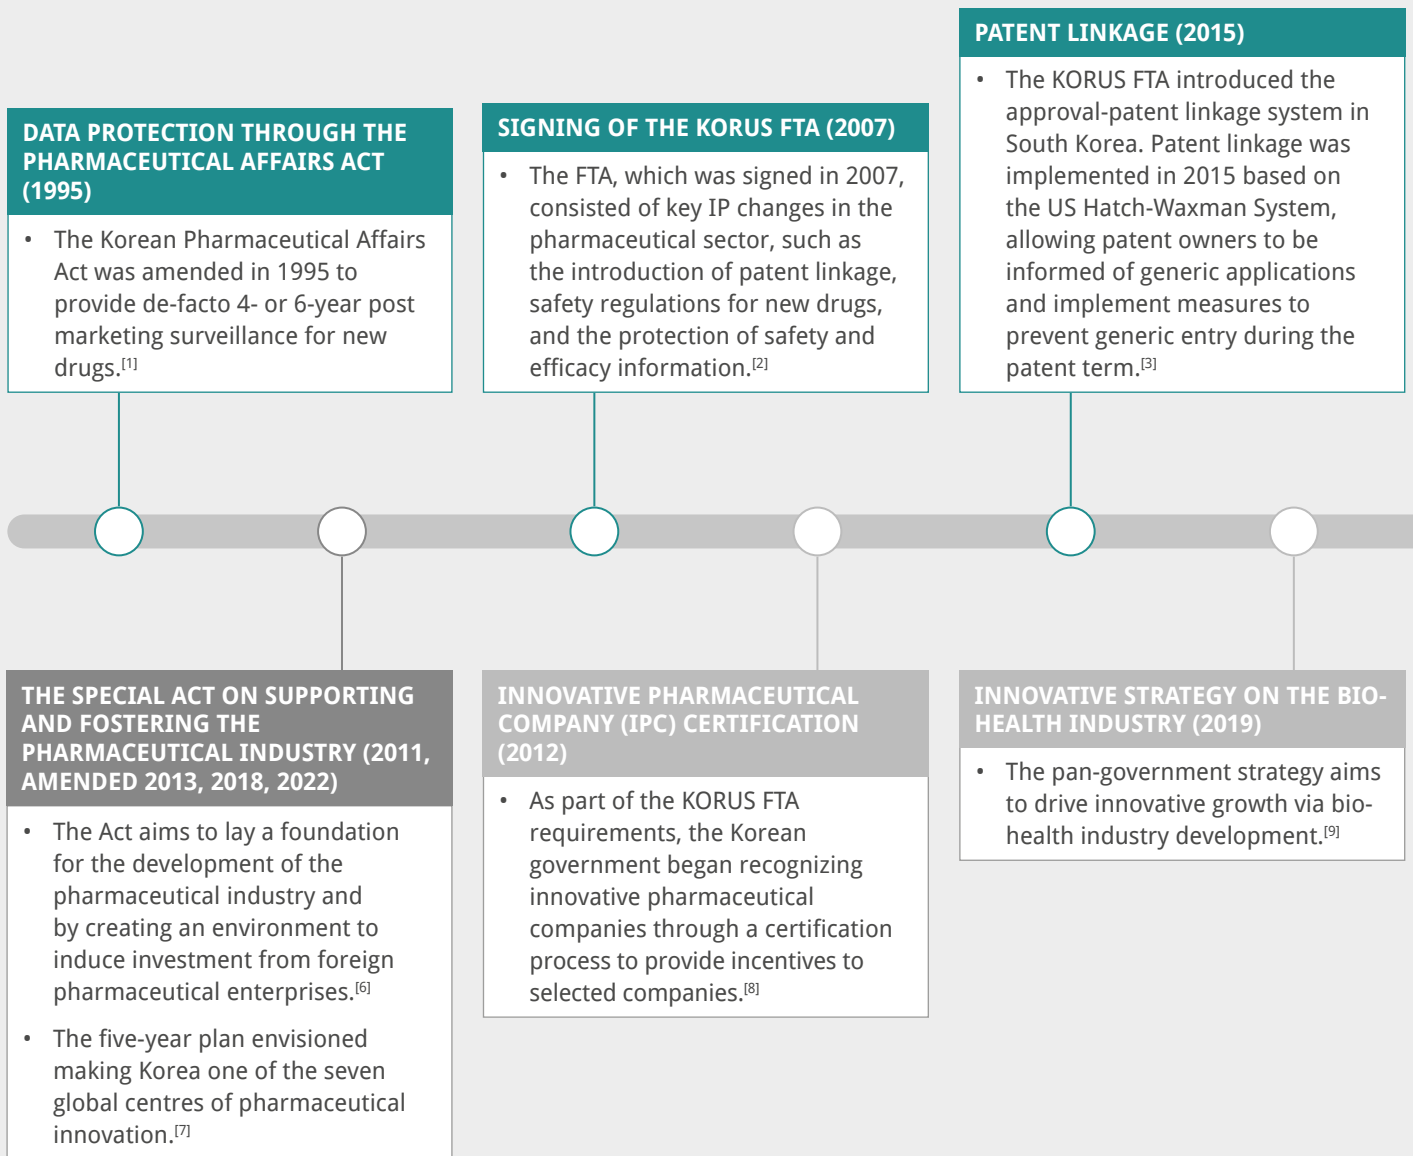 DATA PROTECTION THROUGH THE
PHARMACEUTICAL AFFAIRS ACT
(1995)
• The Korean Pharmaceutical Affairs
Act was amended in 1995 to
provide de-facto 4- or 6-year post
marketing surveillance for new
drugs.[1]
SIGNING OF THE KORUS FTA (2007)
• The FTA, which was signed in 2007,
consisted of key IP changes in the
pharmaceutical sector, such as
the introduction of patent linkage,
safety regulations for new drugs,
and the protection of safety and
efficacy information.[2]
PATENT LINKAGE (2015)
• The KORUS FTA introduced the
approval-patent linkage system in
South Korea. Patent linkage was
implemented in 2015 based on
the US Hatch-Waxman System,
allowing patent owners to be
informed of generic applications
and implement measures to
prevent generic entry during the
patent term.[3]
THE SPECIAL ACT ON SUPPORTING
AND FOSTERING THE
PHARMACEUTICAL INDUSTRY (2011,
AMENDED 2013, 2018, 2022)
• The Act aims to lay a foundation
for the development of the
pharmaceutical industry and
by creating an environment to
induce investment from foreign
pharmaceutical enterprises.[6]
• The five-year plan envisioned
making Korea one of the seven
global centres of pharmaceutical
innovation.[7]
INNOVATIVE PHARMACEUTICAL
COMPANY (IPC) CERTIFICATION
(2012)
• As part of the KORUS FTA
requirements, the Korean
government began recognizing
innovative pharmaceutical
companies through a certification
process to provide incentives to
selected companies.[8]
INNOVATIVE STRATEGY ON THE BIO-
HEALTH INDUSTRY (2019)
• The pan-government strategy aims
to drive innovative growth via bio-
health industry development.[9]